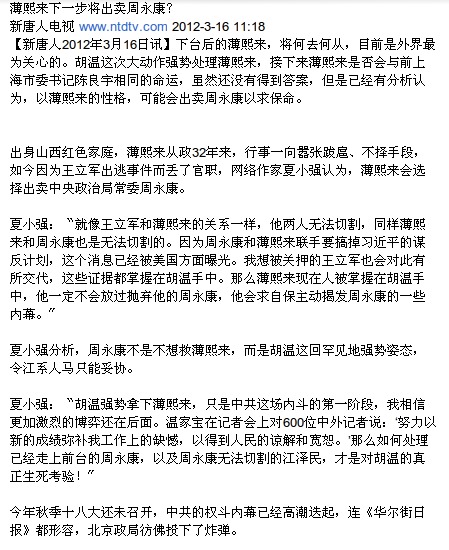 薄熙来下一步将出卖周永康？
新唐人电视 www.ntdtv.com 2012-3-16 11:18
【新唐人2012年3月16日讯】下台后的薄熙来，将何去何从，目前是外界最
为关心的。胡温这次大动作强势处理薄熙来，接下来薄熙来是否会与前上
海市委书记陈良宇相同的命运，虽然还没有得到答案，但是已经有分析认
为，以薄熙来的性格，可能会出卖周永康以求保命。
出身山西红色家庭，薄熙来从政32年来，行事一向嚣张跋扈、不择手段，
如今因为王立军出逃事件而丢了官职，网络作家夏小强认为，薄熙来会选
择出卖中央政治局常委周永康。
夏小强：“就像王立军和薄熙来的关系一样，他两人无法切割，同样薄熙
来和周永康也是无法切割的。因为周永康和薄熙来联手要搞掉习近平的谋
反计划，这个消息已经被美国方面曝光。我想被关押的王立军也会对此有
所交代，这些证据都掌握在胡温手中。那么薄熙来现在人被掌握在胡温手
中，他一定不会放过抛弃他的周永康，他会求自保主动揭发周永康的一些
内幕。”
夏小强分析，周永康不是不想救薄熙来，而是胡温这回罕见地强势姿态，
令江系人马只能妥协。
夏小强：“胡温强势拿下薄熙来，只是中共这场内斗的第一阶段，我相信
更加激烈的博弈还在后面。温家宝在记者会上对600位中外记者说：‘努力以
新的成绩弥补我工作上的缺憾，以得到人民的谅解和宽恕。’那么如何处理
已经走上前台的周永康，以及周永康无法切割的江泽民，才是对胡温的真
正生死考验！”
今年秋季十八大还未召开，中共的权斗内幕已经高潮迭起，连《华尔街日
报》都形容，北京政局彷佛投下了炸弹。